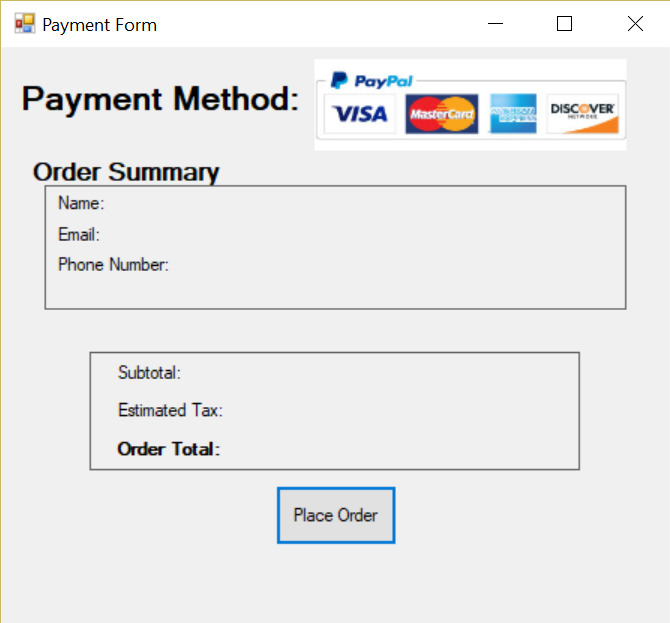 Payment Form
Payment Method:
PayPal
VISA MasterCard DISCOVER
NETWORK
Order Summary
Name:
Email:
Phone Number:
Subtotal:
Estimated Tax:
Order Total:
Place Order